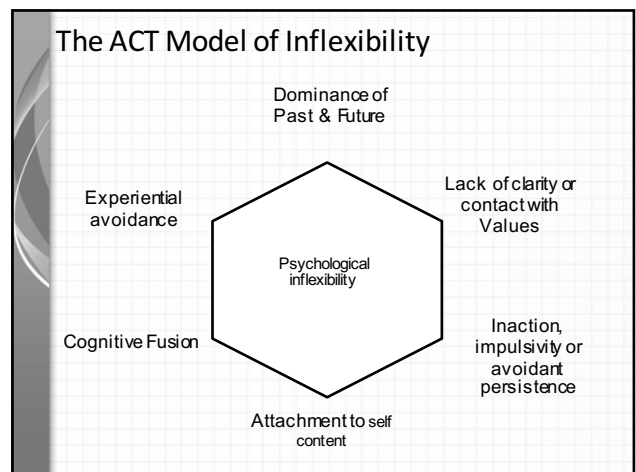 The ACT Model of Inflexibility
Dominance of
Past & Future
Experiential
avoidance
Lack of clarity or
contact with
Values
Psychological
inflexibility
Cognitive Fusion
Inaction,
impulsivity or
avoidant
persistence
Attachment to self
content